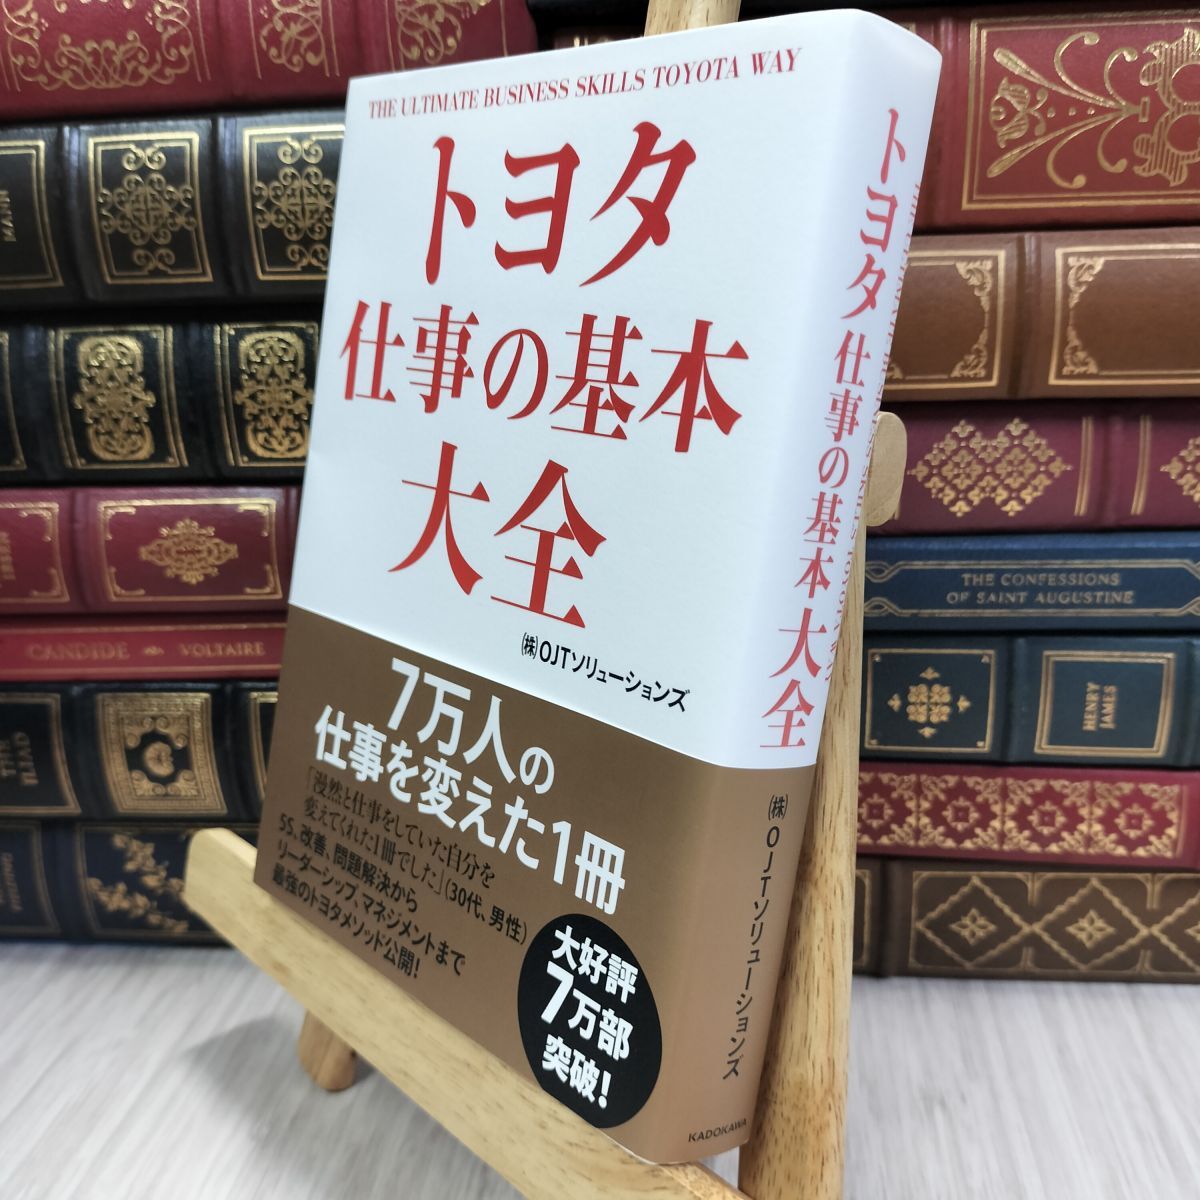 THE ULTIMATE BUSINESS SKILLS TOYOTA WAY
トヨタ
仕事の基本
大全
㈱OJTソリューションズ
7万人の
仕事を変えた1冊
「漫然と仕事をしていた自分を
変えてくれた1冊でした」(30代、男性)
5S、改善、問題解決から
リーダーシップ、マネジメントまで
最強のトヨタメソッド公開!
大好評
7万部
突破!
トヨタ 仕事の基本 大全
㈱OJTソリューションズ
KADOKAWA
MANN
CANDIDE VOLTAIRE
THE ILIAD
THE CONFESSIONS
OF SAINT AUGUSTINE
HENRY
JAMES